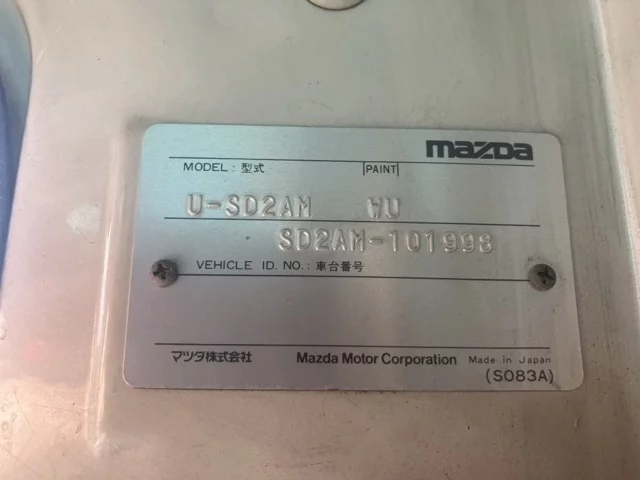 mazda
MODEL : 型式 PAINT
U-SD2AM WU
SD2AM-101998
VEHICLE ID. NO. : 車台番号
マツダ株式会社 Mazda Motor Corporation Made in Japan
(S083A)